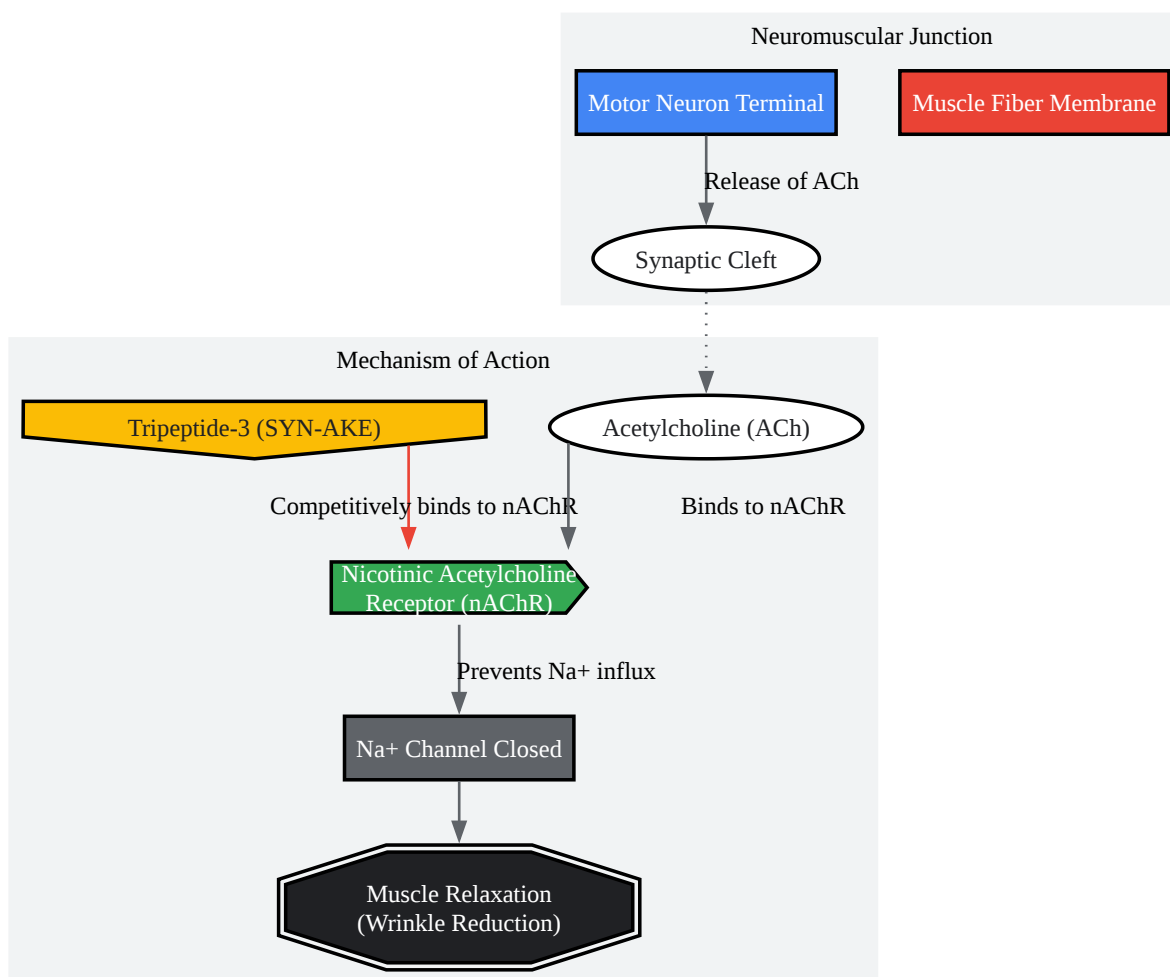 Neuromuscular Junction
Motor Neuron Terminal
Muscle Fiber Membrane
Release of ACh
Synaptic Cleft
Mechanism of Action
Tripeptide-3 (SYN-AKE)
Acetylcholine (ACh)
Competitively binds to nAChR
Binds to nAChR
Nicotinic Acetylcholine
Receptor (nAChR)
Prevents Na+ influx
Na+ Channel Closed
Muscle Relaxation
(Wrinkle Reduction)